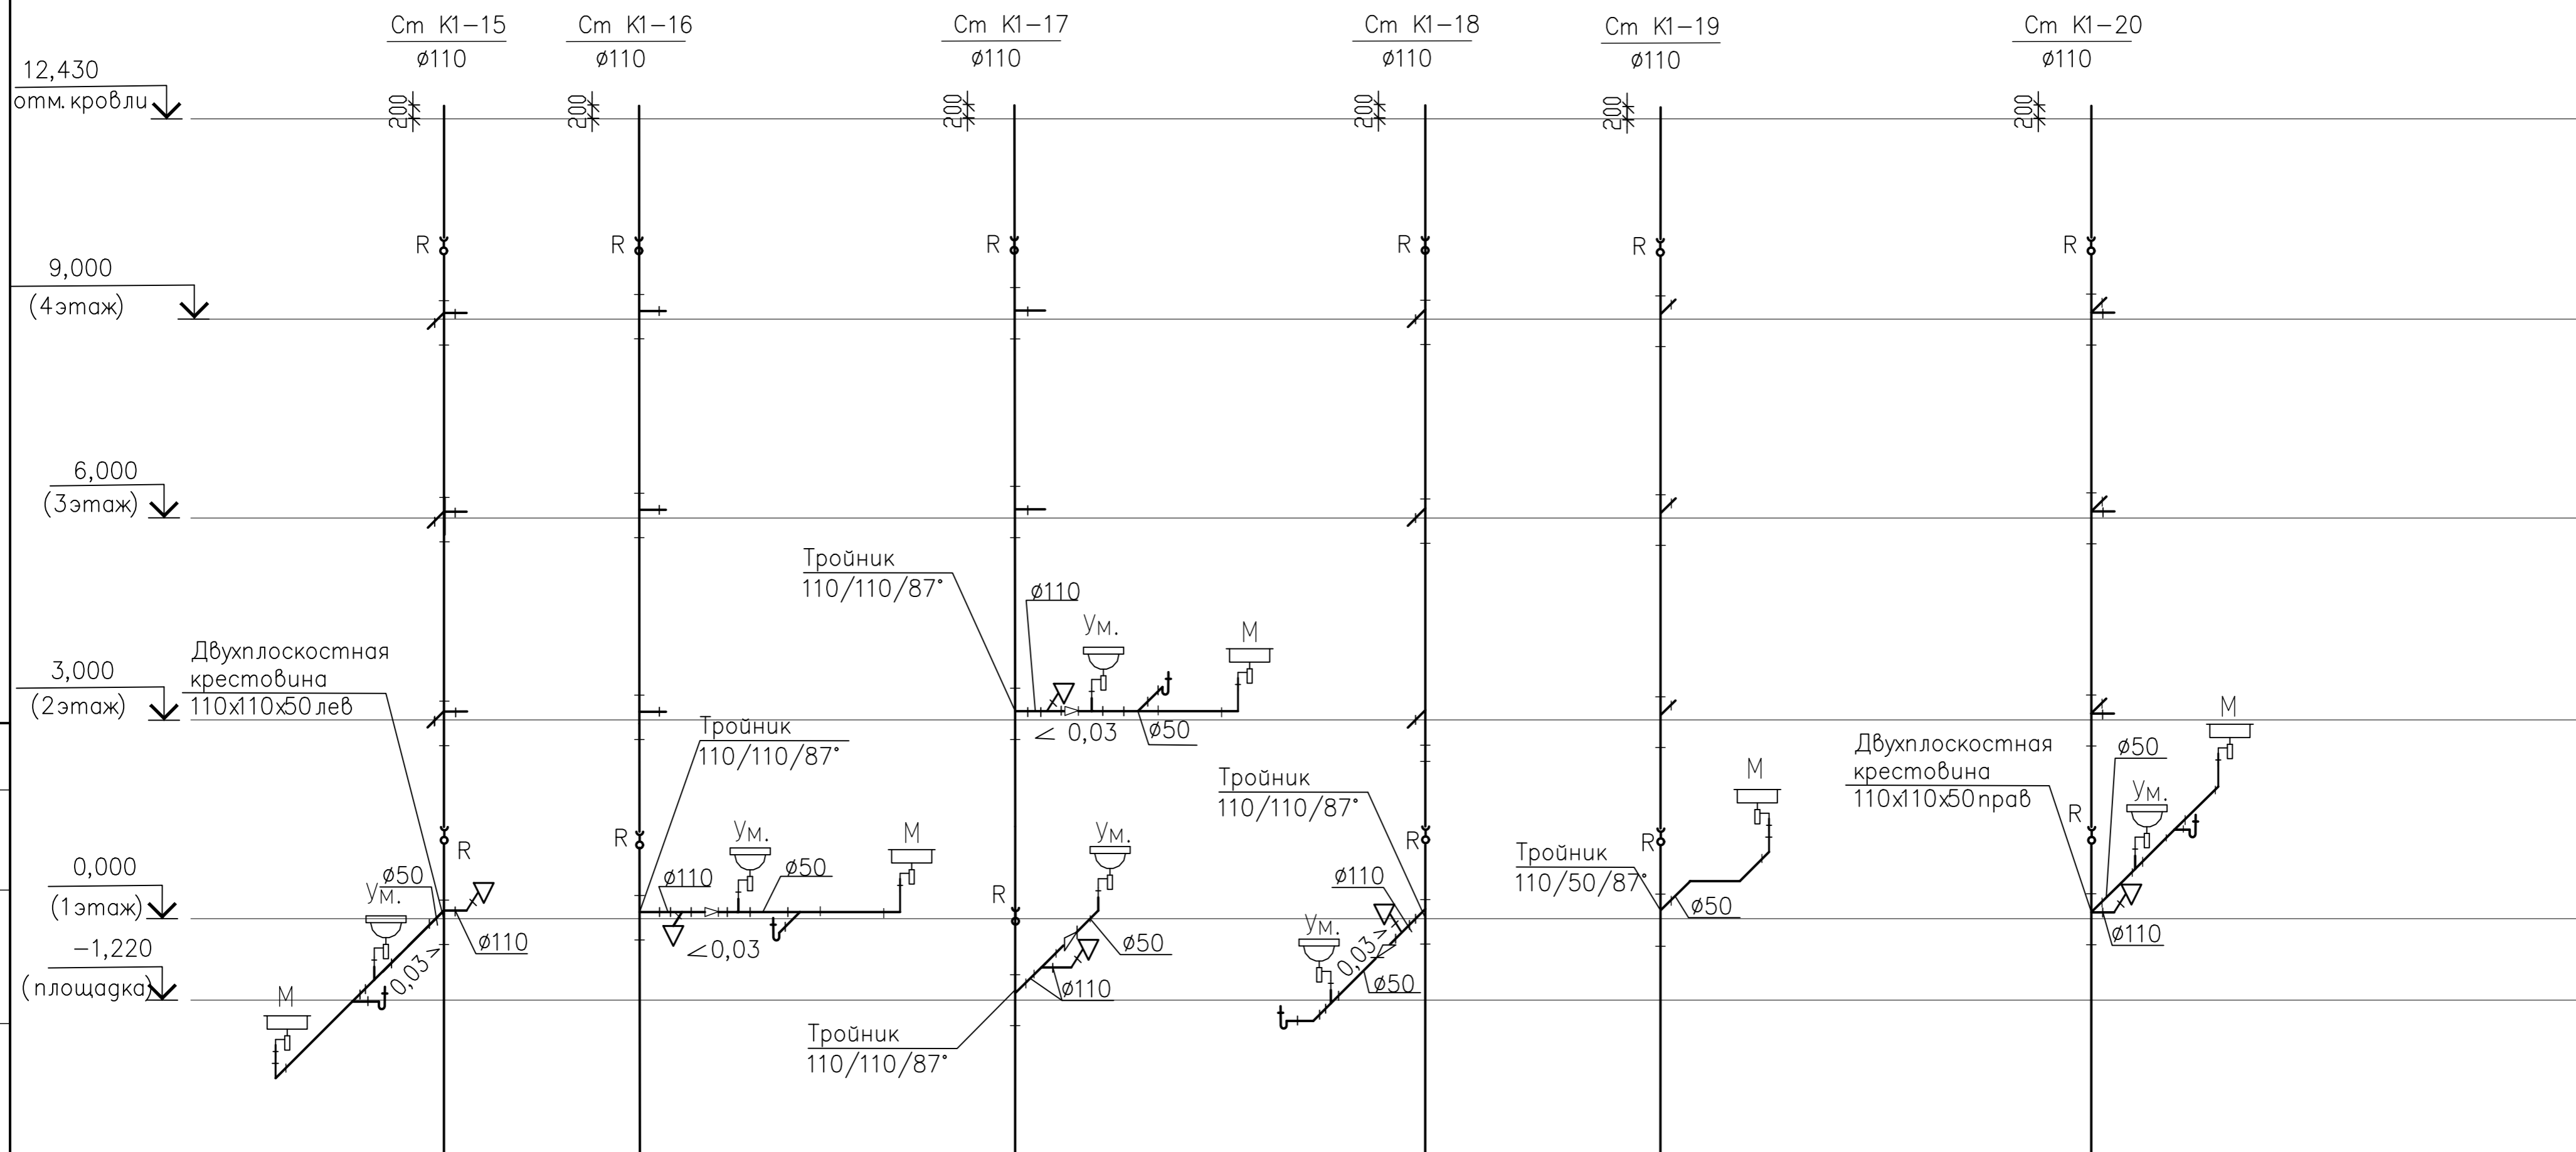 Ст К1-15
ø110
Ст К1-16
ø110
Ст К1-17
ø110
Ст К1-18
ø110
Ст К1-19
ø110
Ст К1-20
ø110
12,430
отм.кровли
200
200
200
200
200
200
R
R
R
R
R
R
9,000
(4этаж)
6,000
(3этаж)
Тройник
110/110/87°
ø110
Ум.
М
< 0,03
ø50
3,000
(2этаж)
Двухплоскостная
крестовина
110х110х50 лев
Тройник
110/110/87°
Тройник
110/110/87°
М
Двухплоскостная
крестовина
110х110х50прав
ø50
Ум.
М
R
R
R
R
R
R
0,000
(1этаж)
ø50
Ум.
ø110
0,03 >
М
ø110
Ум.
ø50
М
<0,03
Ум.
ø50
ø110
Тройник
110/110/87°
ø110
Ум.
0,03 >
ø50
Тройник
110/50/87°
ø50
ø110
-1,220
(площадка)